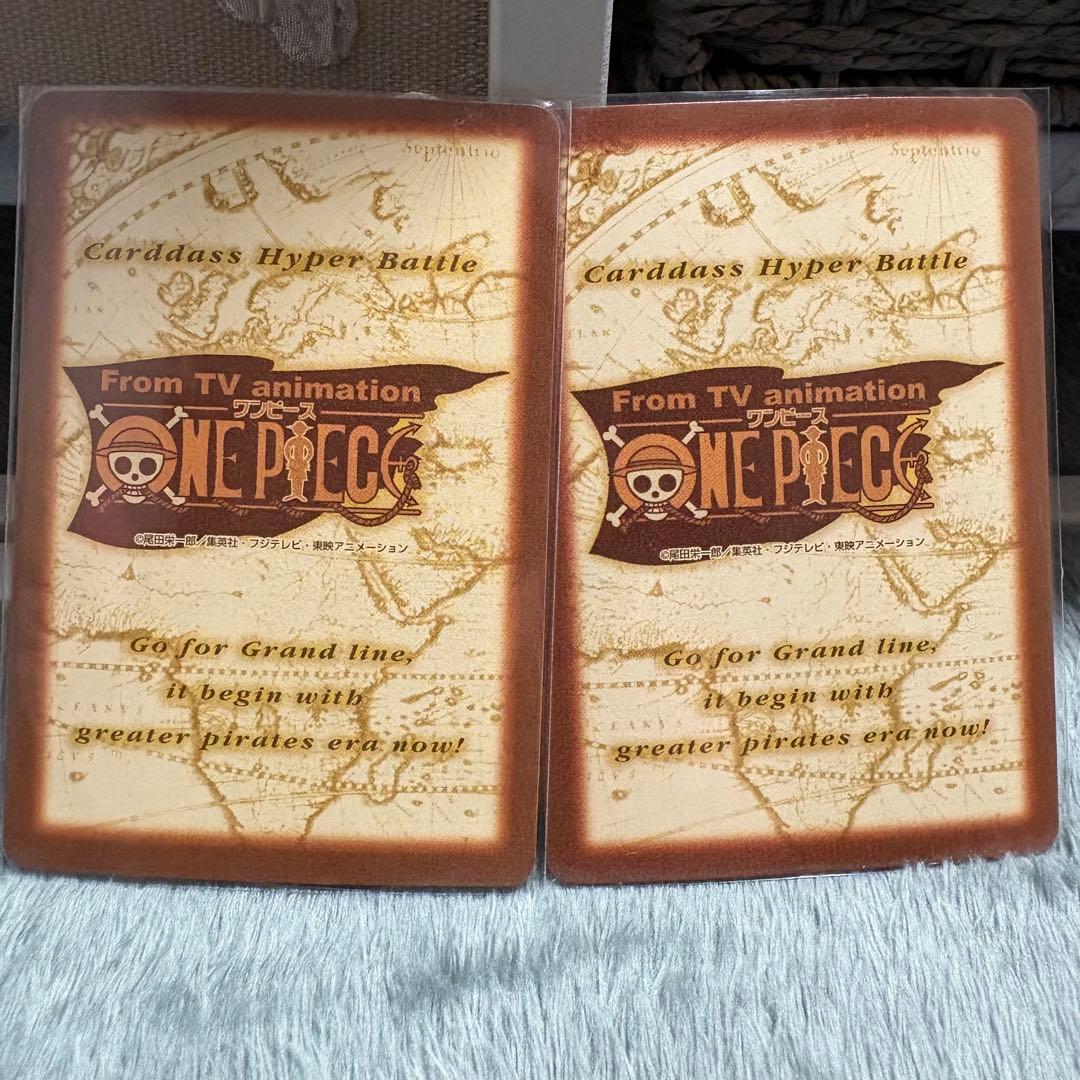 Septentrio
Carddass Hyper Battle
From TV animation
ワンピース
ONE PIECE
©尾田栄一郎／集英社・フジテレビ・東映アニメーション
Go for Grand line,
it begin with
greater pirates era now!
Septentrio
Carddass Hyper Battle
From TV animation
ワンピース
ONE PIECE
©尾田栄一郎／集英社・フジテレビ・東映アニメーション
Go for Grand line,
it begin with
greater pirates era now!